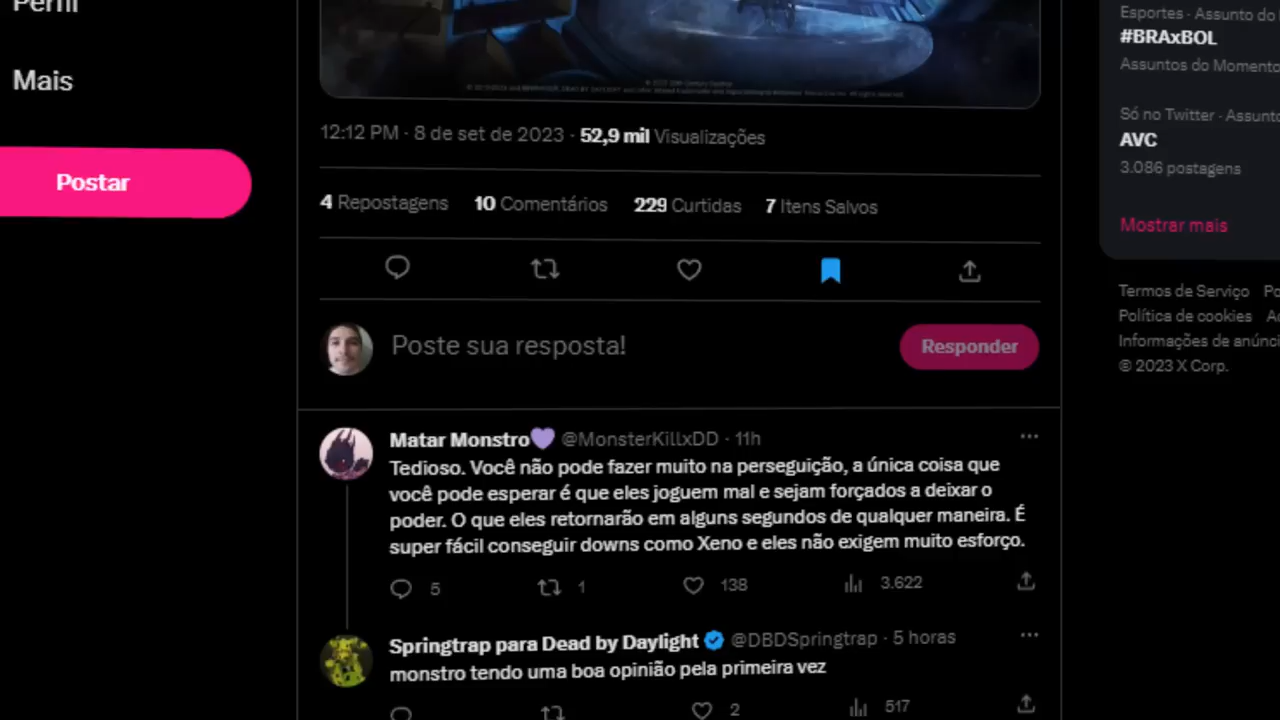 Perfil
Mais
Postar
12:12 PM · 8 de set de 2023 · 52,9 mil Visualizações
4 Repostagens 10 Comentários 229 Curtidas 7 Itens Salvos
Poste sua resposta!
Responder
Matar Monstro💜 @MonsterKillxDD · 11h
Tedioso. Você não pode fazer muito na perseguição, a única coisa que
você pode esperar é que eles joguem mal e sejam forçados a deixar o
poder. O que eles retornarão em alguns segundos de qualquer maneira. É
super fácil conseguir downs como Xeno e eles não exigem muito esforço.
5 1 138 3.622
Springtrap para Dead by Daylight @DBDSpringtrap · 5 horas
monstro tendo uma boa opinião pela primeira vez
2 517
Esportes · Assunto do
#BRAxBOL
Assuntos do Momento
Só no Twitter · Assunto
AVC
3.086 postagens
Mostrar mais
Termos de Serviço
Política de cookies
Informações de anúnci
© 2023 X Corp.